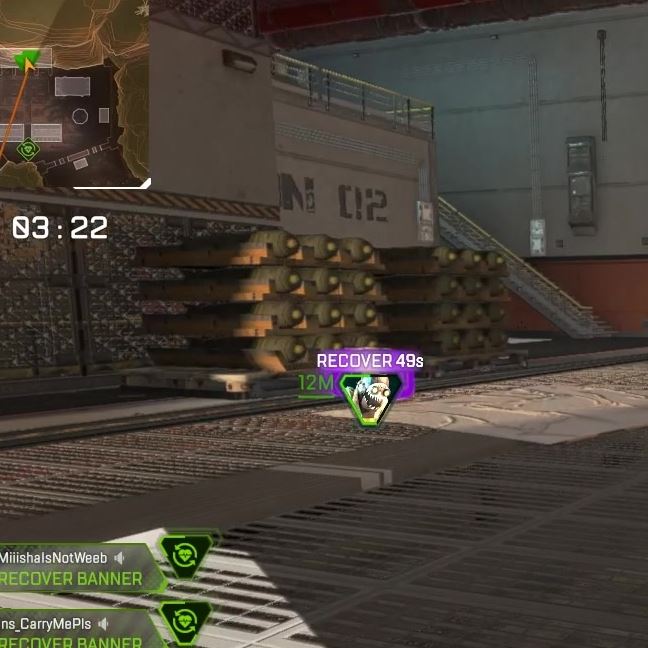 03:22
N 012
RECOVER 49s
12M
MiiishaIsNotWeeb
RECOVER BANNER
ns_CarryMePls
RECOVER BANNER